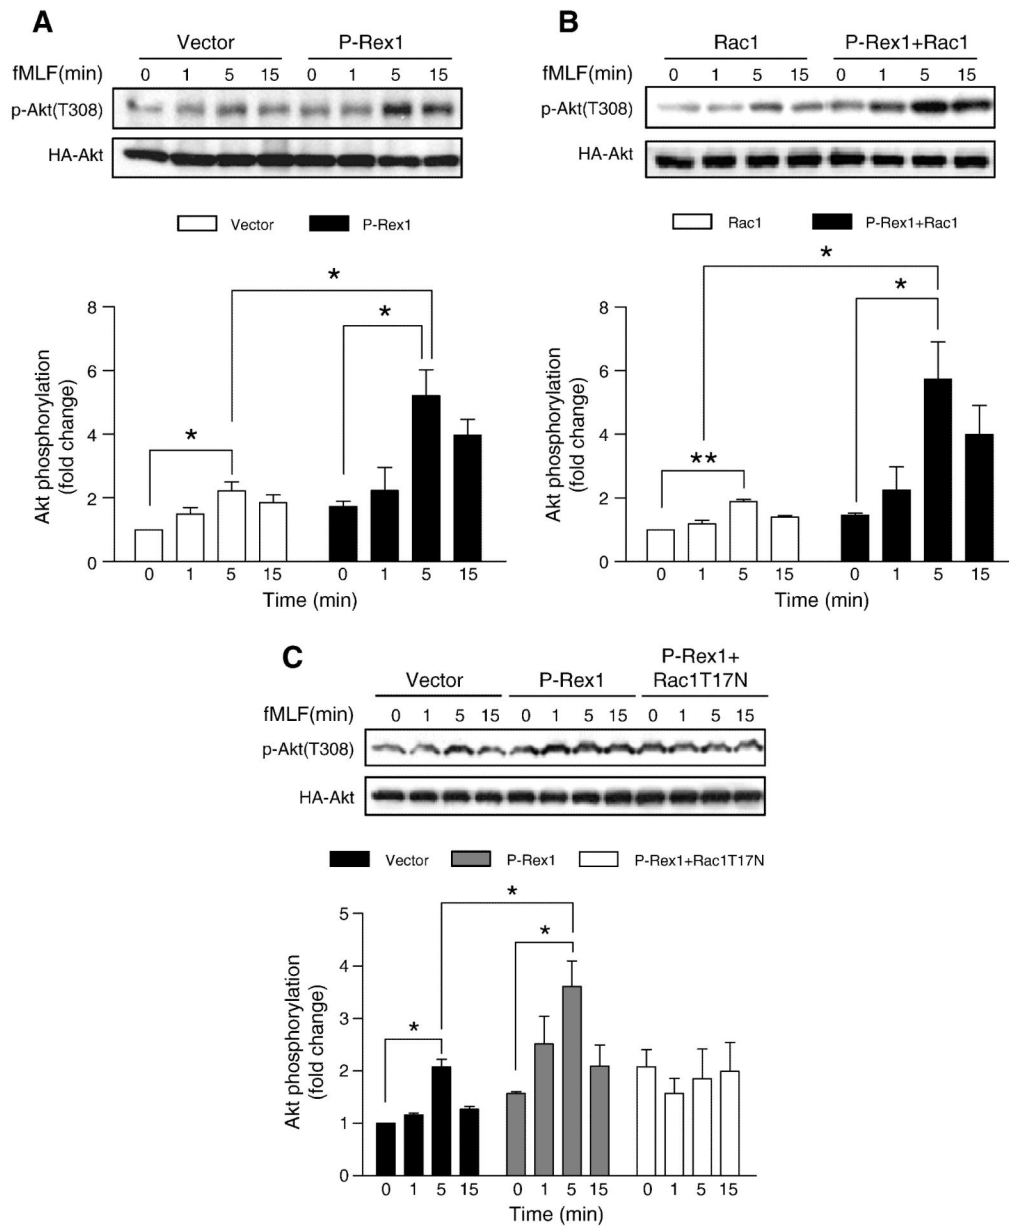 A
Vector P-Rex1
fMLF(min) 0 1 5 15 0 1 5 15
p-Akt(T308)
HA-Akt
Vector P-Rex1
*
*
*
8
6
4
2
0
Akt phosphorylation
(fold change)
0 1 5 15 0 1 5 15
Time (min)
B
Rac1 P-Rex1+Rac1
fMLF(min) 0 1 5 15 0 1 5 15
p-Akt(T308)
HA-Akt
Rac1 P-Rex1+Rac1
*
*
**
8
6
4
2
0
Akt phosphorylation
(fold change)
0 1 5 15 0 1 5 15
Time (min)
C
Vector P-Rex1 P-Rex1+
Rac1T17N
fMLF(min) 0 1 5 15 0 1 5 15 0 1 5 15
p-Akt(T308)
HA-Akt
Vector P-Rex1 P-Rex1+Rac1T17N
*
*
*
5
4
3
2
1
0
Akt phosphorylation
(fold change)
0 1 5 15 0 1 5 15 0 1 5 15
Time (min)